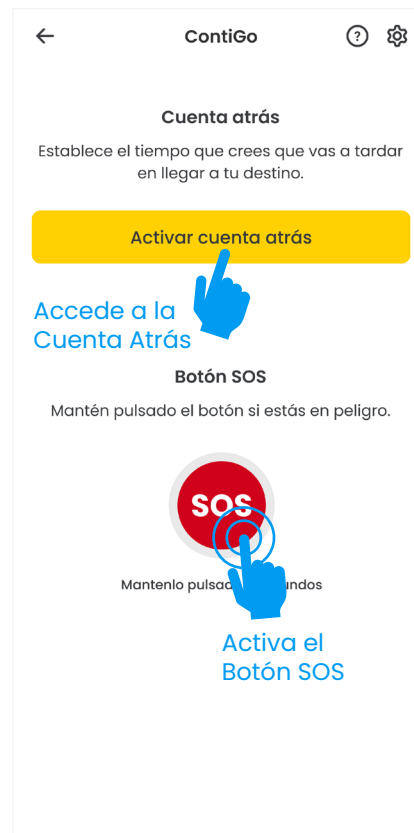 ContiGo
Cuenta atrás
Establece el tiempo que crees que vas a tardar
en llegar a tu destino.
Activar cuenta atrás
Accede a la
Cuenta Atrás
Botón SOS
Mantén pulsado el botón si estás en peligro.
SOS
Mantenlo
Activa el
Botón SOS